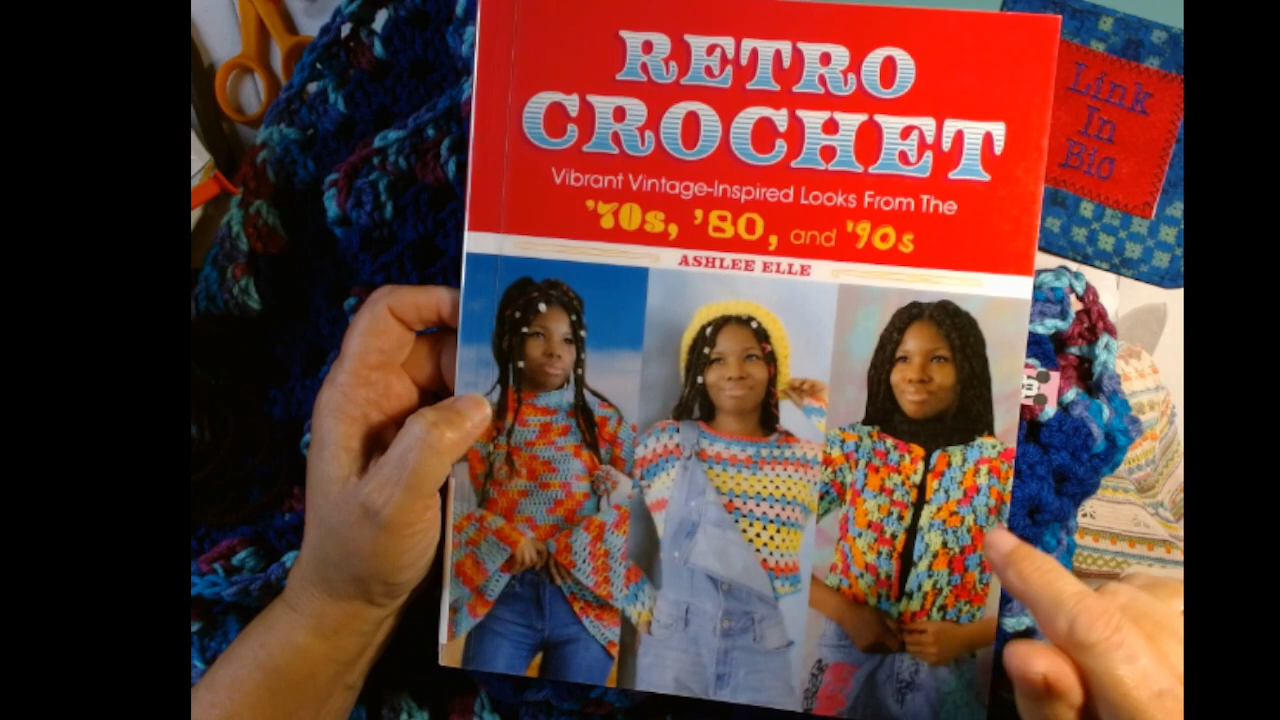 RETRO
CROCHET
Vibrant Vintage-Inspired Looks From The
'70s, '80, and '90s
ASHLEE ELLE
Link
In
Bio